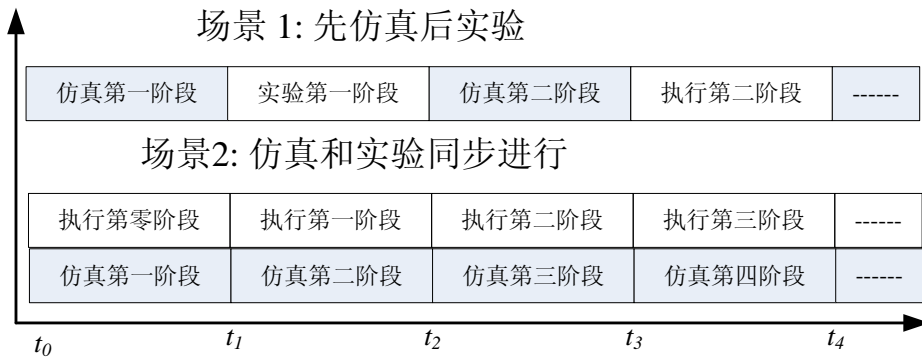 场景 1: 先仿真后实验
仿真第一阶段 实验第一阶段 仿真第二阶段 执行第二阶段 ------
场景2: 仿真和实验同步进行
执行第零阶段 执行第一阶段 执行第二阶段 执行第三阶段 ------
仿真第一阶段 仿真第二阶段 仿真第三阶段 仿真第四阶段 ------
t0 t1 t2 t3 t4